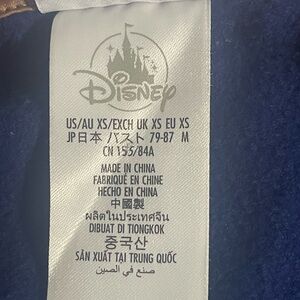 Disney
US/AU XS/EXCH UK XS EU XS
JP日本 バスト 79-87 M
CN 155/84A
MADE IN CHINA
FABRIQUÉ EN CHINE
HECHO EN CHINA
中國製
ผลิตในประเทศจีน
DIBUAT DI TIONGKOK
중국산
SẢN XUẤT TẠI TRUNG QUỐC
صنع في الصين